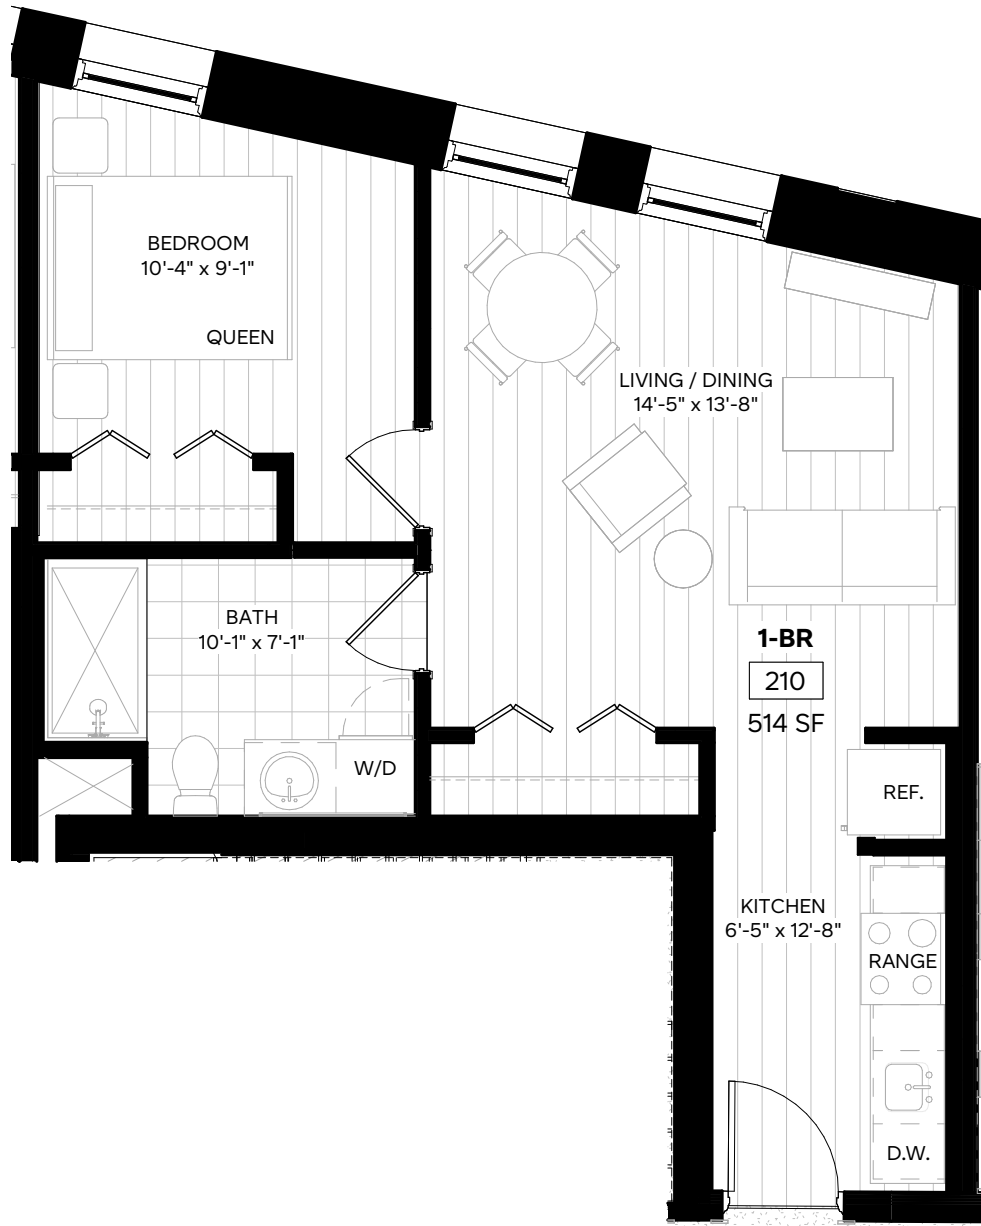 BEDROOM
10'-4" x 9'-1"
QUEEN
LIVING / DINING
14'-5" x 13'-8"
BATH
10'-1" x 7'-1"
1-BR
210
514 SF
W/D
REF.
KITCHEN
6'-5" x 12'-8"
RANGE
D.W.